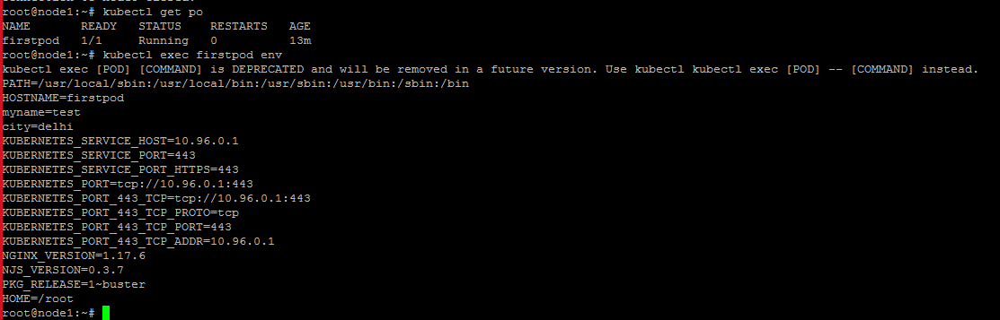 root@node1:~# kubectl get po
NAME READY STATUS RESTARTS AGE
firstpod 1/1 Running 0 13m
root@node1:~# kubectl exec firstpod env
kubectl exec [POD] [COMMAND] is DEPRECATED and will be removed in a future version. Use kubectl kubectl exec [POD] -- [COMMAND] instead.
PATH=/usr/local/sbin:/usr/local/bin:/usr/sbin:/usr/bin:/sbin:/bin
HOSTNAME=firstpod
myname=test
city=delhi
KUBERNETES_SERVICE_HOST=10.96.0.1
KUBERNETES_SERVICE_PORT=443
KUBERNETES_SERVICE_PORT_HTTPS=443
KUBERNETES_PORT=tcp://10.96.0.1:443
KUBERNETES_PORT_443_TCP=tcp://10.96.0.1:443
KUBERNETES_PORT_443_TCP_PROTO=tcp
KUBERNETES_PORT_443_TCP_PORT=443
KUBERNETES_PORT_443_TCP_ADDR=10.96.0.1
NGINX_VERSION=1.17.6
NJS_VERSION=0.3.7
PKG_RELEASE=1~buster
HOME=/root
root@node1:~#